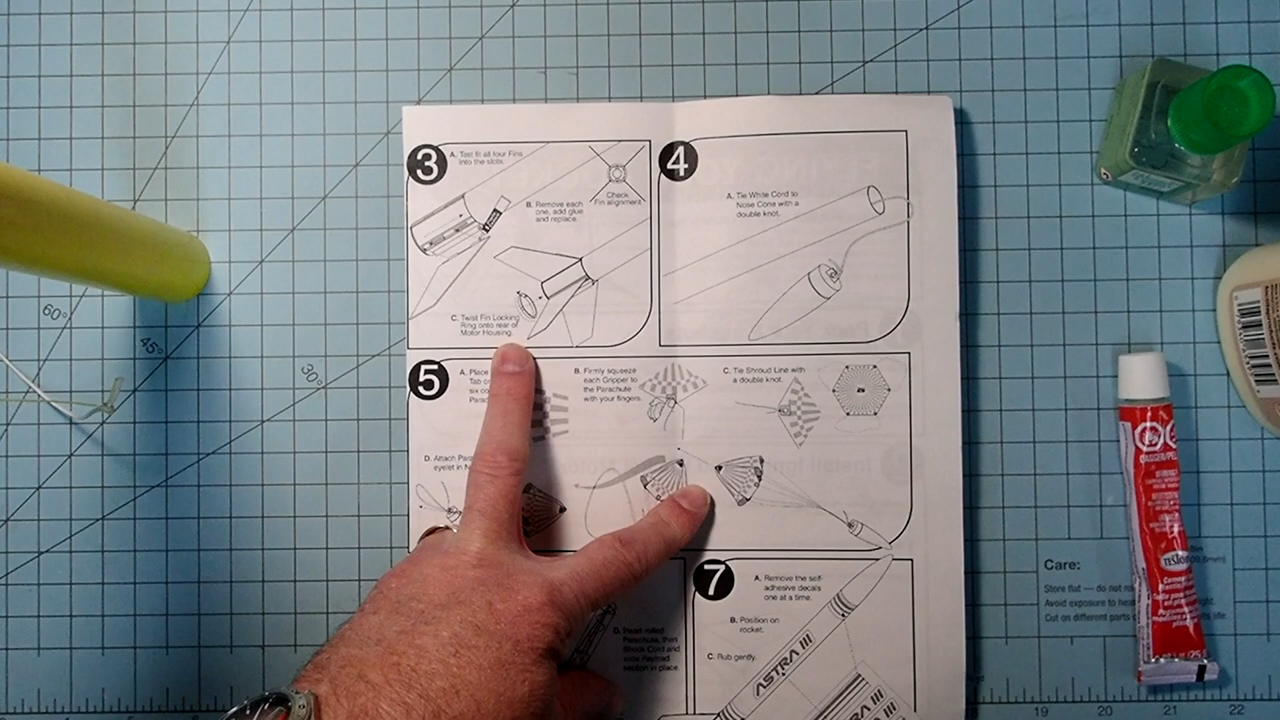 3
A. Test fit all four Fins
into the slots.
Check
Fin alignment
B. Remove each
one, add glue
and replace.
C. Twist Fin Locking
Ring onto rear of
Motor Housing.
4
A. Tie White Cord to
Nose Cone with a
double knot.
5
A. Place
Tab
six
B. Firmly squeeze
each Gripper to
the Parachute
with your fingers.
C. Tie Shroud Line with
a double knot.
D. Attach
eyelet in
D. Insert rolled
Parachute, then
Shock Cord and
slide Payload
section in place.
7
A. Remove the self-
adhesive decals
one at a time.
B. Position on
rocket.
C. Rub gently.
ASTRA III
ASTRA III
60°
45°
30°
Care:
Store flat — do not
Avoid exposure to
Cut on different parts
TESTORS
19 20 21 22